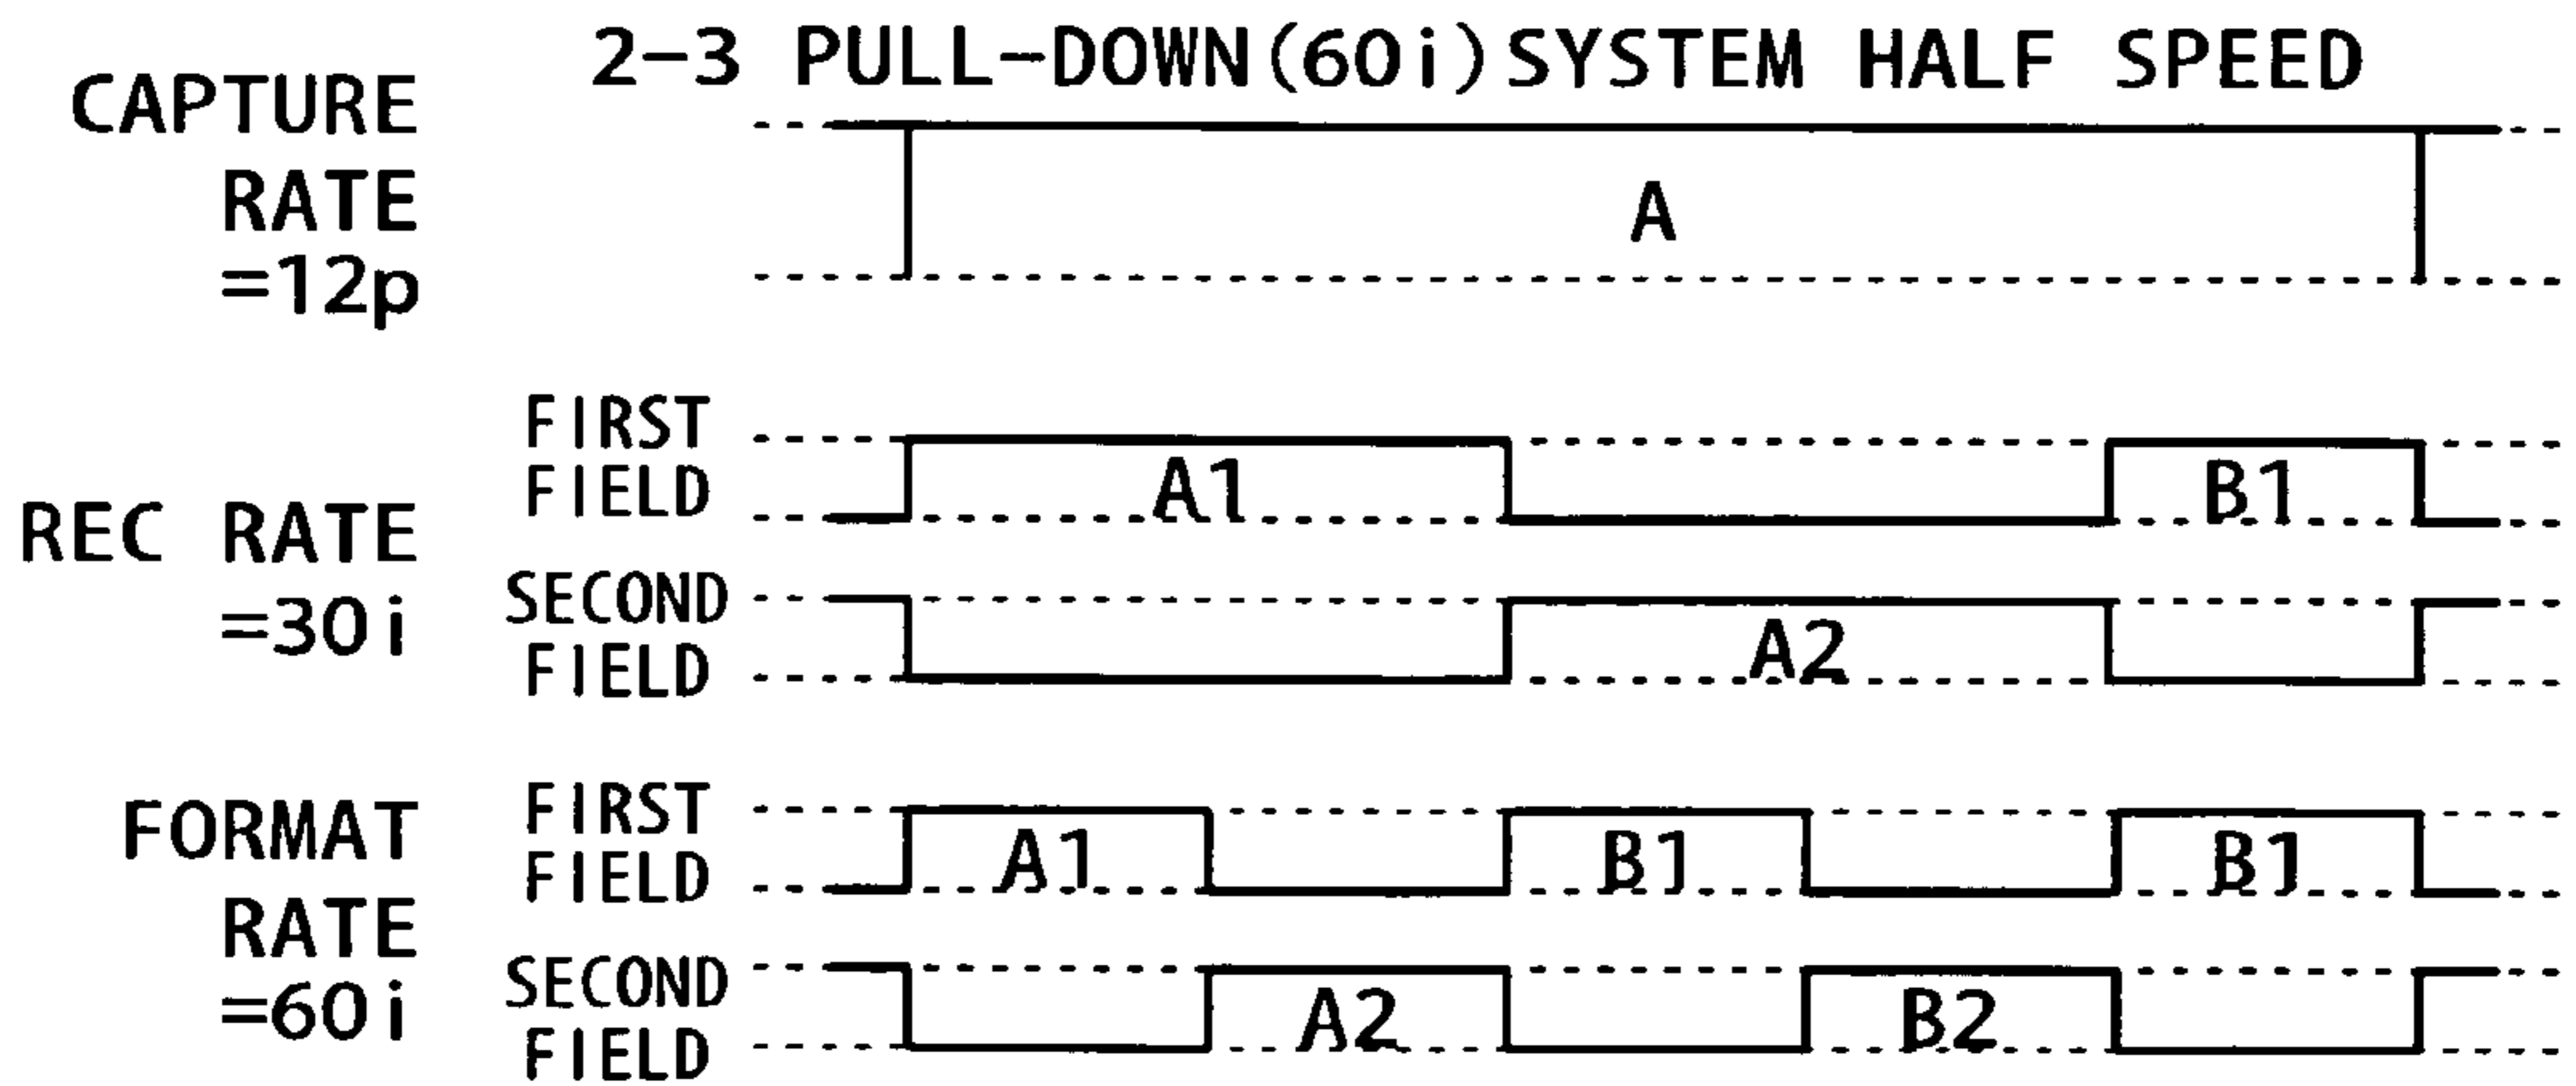 2-3 PULL-DOWN(60i)SYSTEM HALF SPEED
CAPTURE
RATE
=12p
A
REC RATE
=30i
FIRST
FIELD
A1
B1
SECOND
FIELD
A2
FORMAT
RATE
=60i
FIRST
FIELD
A1
B1
B1
SECOND
FIELD
A2
B2